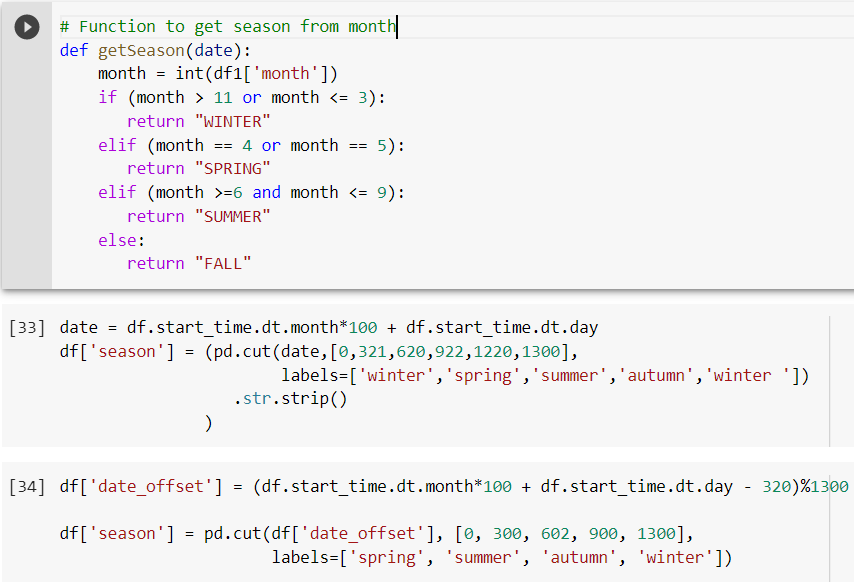 # Function to get season from month
def getSeason(date):
    month = int(df1['month'])
    if (month > 11 or month <= 3):
       return "WINTER"
    elif (month == 4 or month == 5):
       return "SPRING"
    elif (month >=6 and month <= 9):
       return "SUMMER"
    else:
       return "FALL"
[33] date = df.start_time.dt.month*100 + df.start_time.dt.day
df['season'] = (pd.cut(date,[0,321,620,922,1220,1300],
                       labels=['winter','spring','summer','autumn','winter '])
                  .str.strip()
               )
[34] df['date_offset'] = (df.start_time.dt.month*100 + df.start_time.dt.day - 320)%1300
df['season'] = pd.cut(df['date_offset'], [0, 300, 602, 900, 1300],
                      labels=['spring', 'summer', 'autumn', 'winter'])